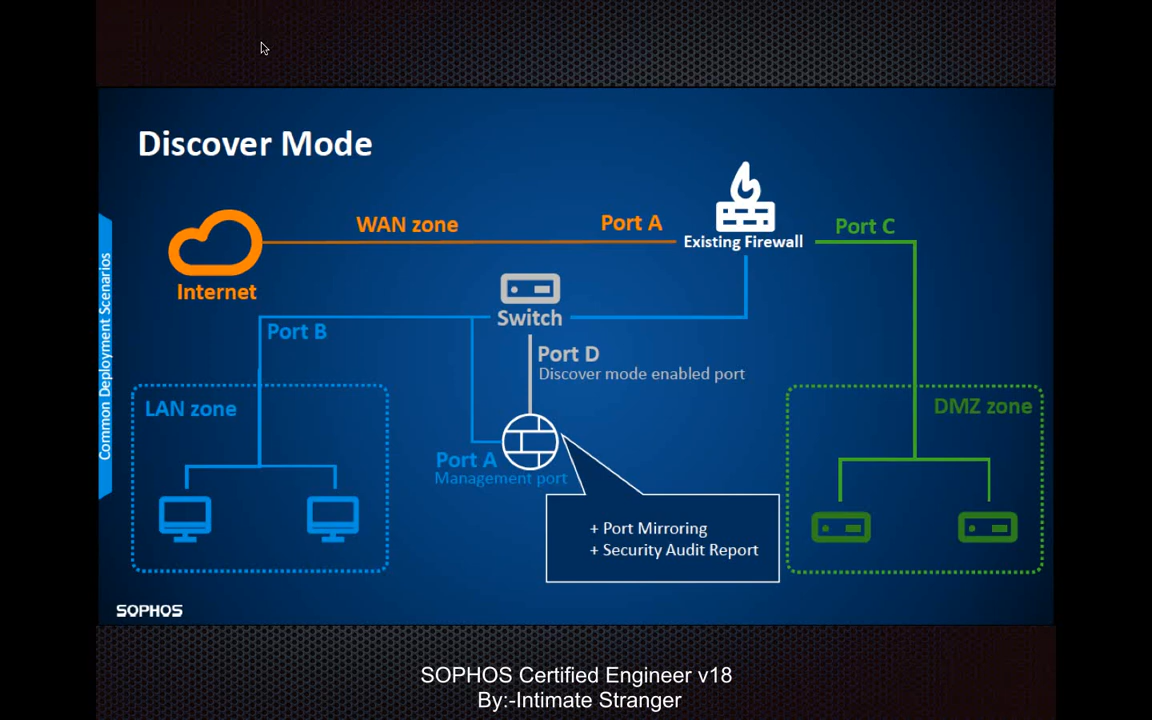 Discover Mode
WAN zone
Port A
Existing Firewall
Port C
Internet
Switch
Port B
Port D
Discover mode enabled port
Common Deployment Scenarios
LAN zone
DMZ zone
Port A
Management port
+ Port Mirroring
+ Security Audit Report
SOPHOS
SOPHOS Certified Engineer v18
By:-Intimate Stranger